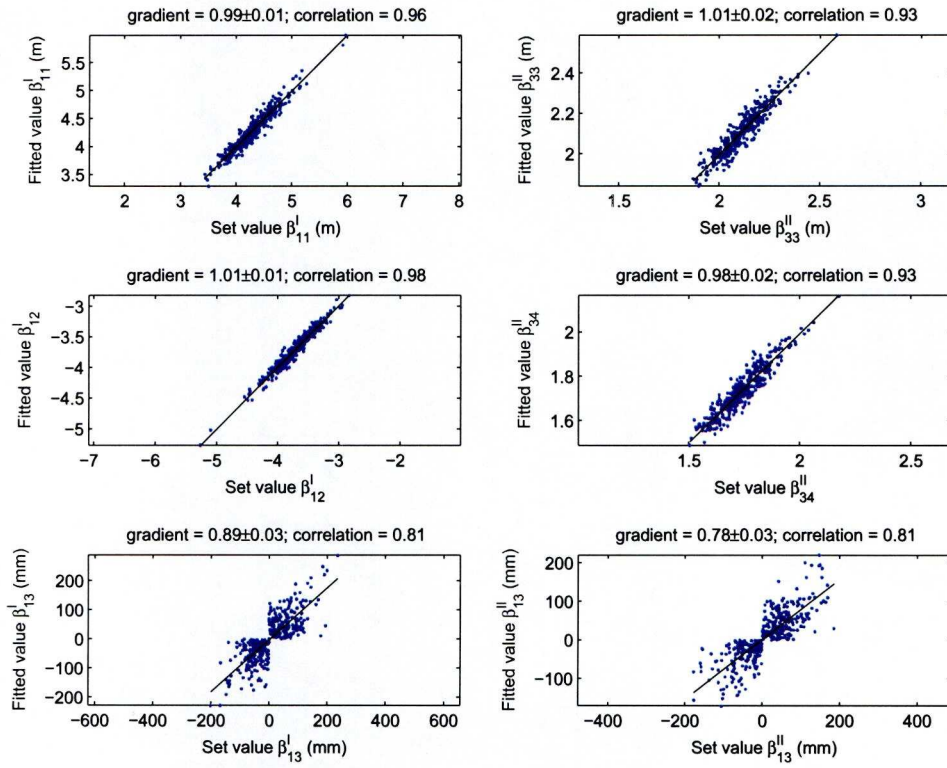 gradient = 0.99±0.01; correlation = 0.96
5.5
5
4.5
4
3.5
Fitted value β^I_11 (m)
2 3 4 5 6 7 8
Set value β^I_11 (m)
gradient = 1.01±0.02; correlation = 0.93
2.4
2.2
2
Fitted value β^II_33 (m)
1.5 2 2.5 3
Set value β^II_33 (m)
gradient = 1.01±0.01; correlation = 0.98
−3
−3.5
−4
−4.5
−5
Fitted value β^I_12
−7 −6 −5 −4 −3 −2
Set value β^I_12
gradient = 0.98±0.02; correlation = 0.93
2
1.8
1.6
Fitted value β^II_34
1.5 2 2.5
Set value β^II_34
gradient = 0.89±0.03; correlation = 0.81
200
100
0
−100
−200
Fitted value β^I_13 (mm)
−600 −400 −200 0 200 400 600
Set value β^I_13 (mm)
gradient = 0.78±0.03; correlation = 0.81
200
100
0
−100
Fitted value β^II_13 (mm)
−400 −200 0 200 400
Set value β^II_13 (mm)